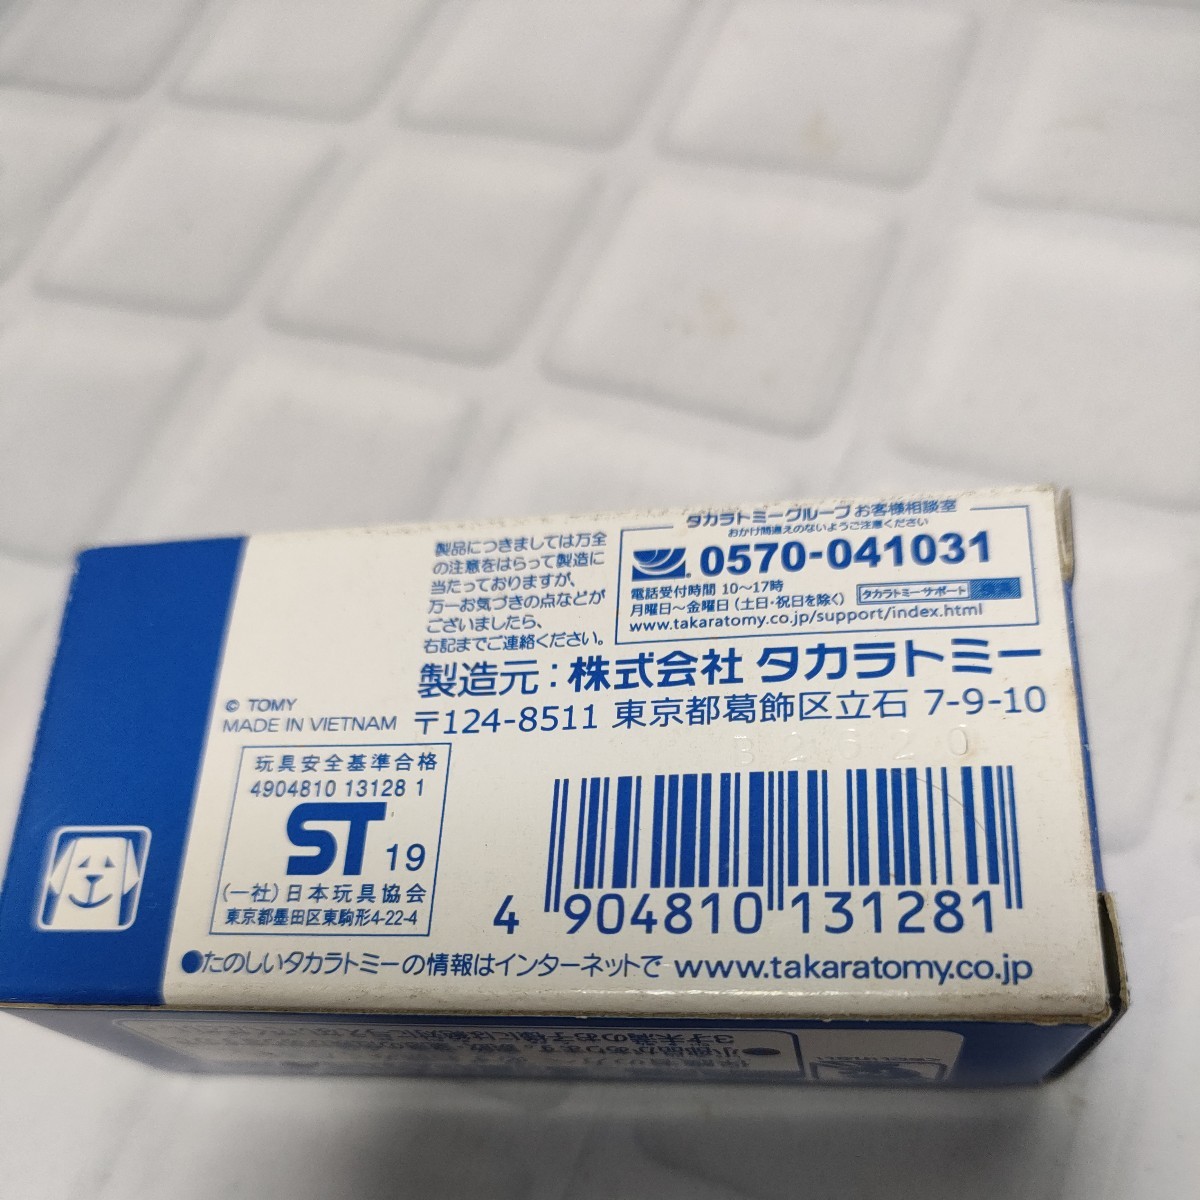 製品につきましては万全
の注意をはらって製造に
当たっておりますが、
万一お気づきの点などが
ございましたら、
右記までご連絡ください。
タカラトミーグループ お客様相談室
おかけ間違えのないようご注意ください
0570-041031
電話受付時間 10〜17時
月曜日〜金曜日（土日・祝日を除く）
タカラトミーサポート 検索
www.takaratomy.co.jp/support/index.html
製造元：株式会社 タカラトミー
〒124-8511 東京都葛飾区立石 7-9-10
© TOMY
MADE IN VIETNAM
B2620
玩具安全基準合格
4904810 13128 1
ST 19
（一社）日本玩具協会
東京都墨田区東駒形4-22-4
4 904810 131281
●たのしいタカラトミーの情報はインターネットで www.takaratomy.co.jp